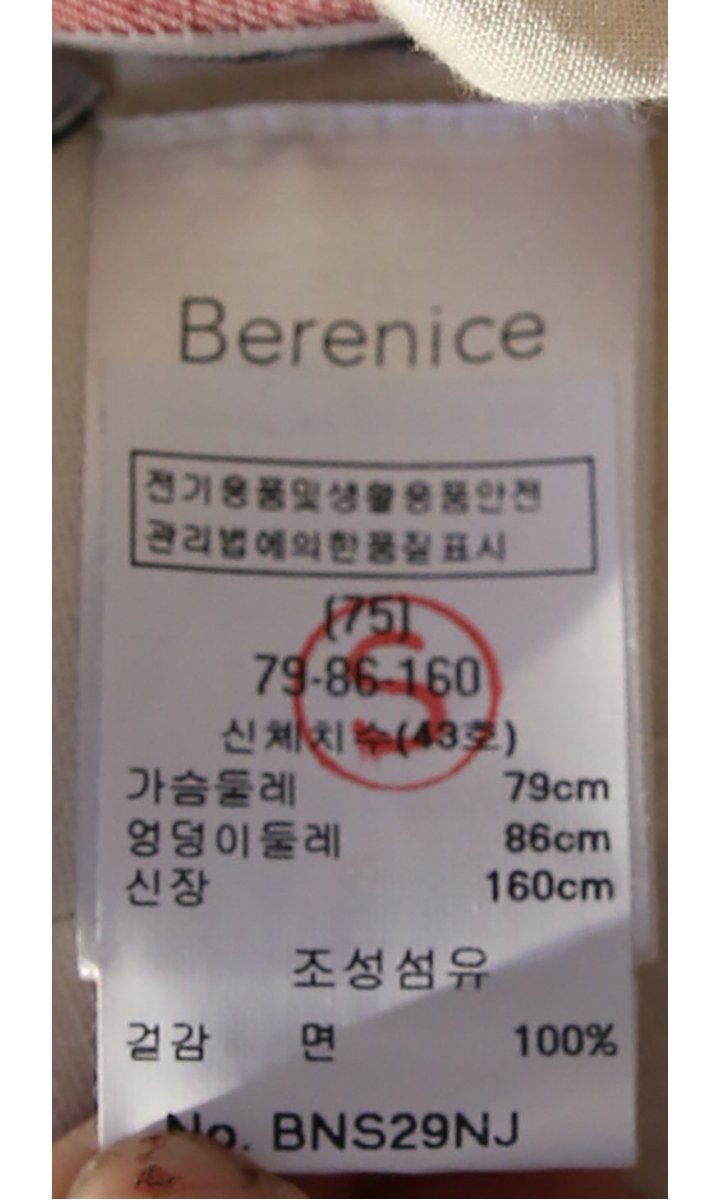 Berenice
전기용품및생활용품안전
관리법에의한품질표시
(75)
S
79-86-160
신체치수(43호)
가슴둘레 79cm
엉덩이둘레 86cm
신장 160cm
조성섬유
겉감 면 100%
No. BNS29NJ